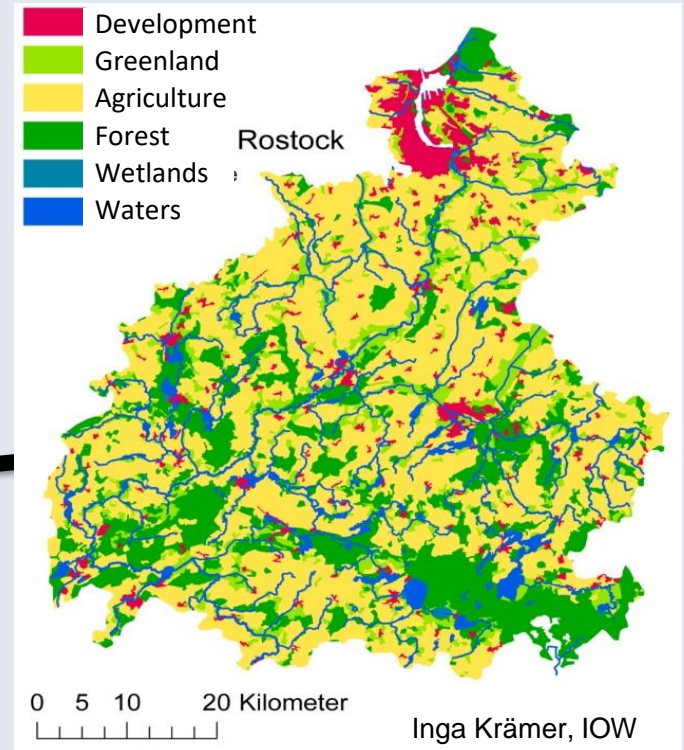 Development
Greenland
Agriculture
Forest
Rostock
Wetlands
Waters
0 5 10 20 Kilometer
Inga Krämer, IOW